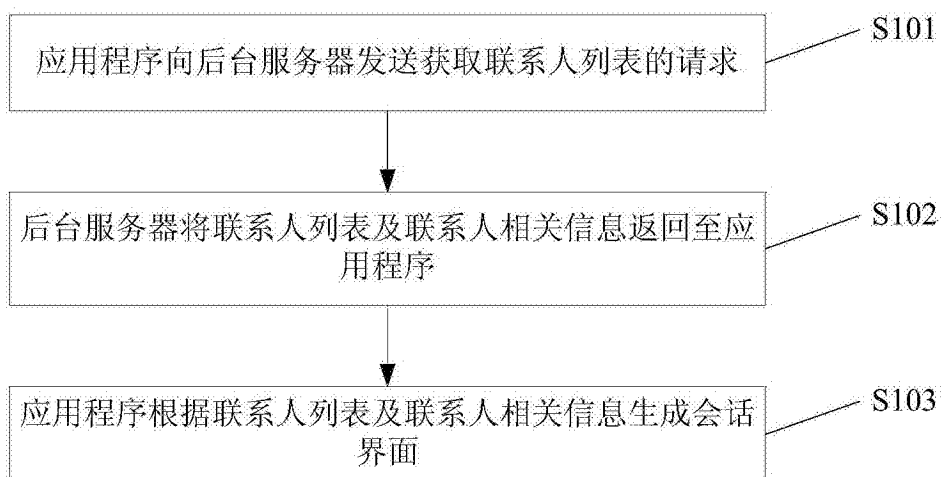 应用程序向后台服务器发送获取联系人列表的请求
S101
后台服务器将联系人列表及联系人相关信息返回至应
用程序
S102
应用程序根据联系人列表及联系人相关信息生成会话
界面
S103